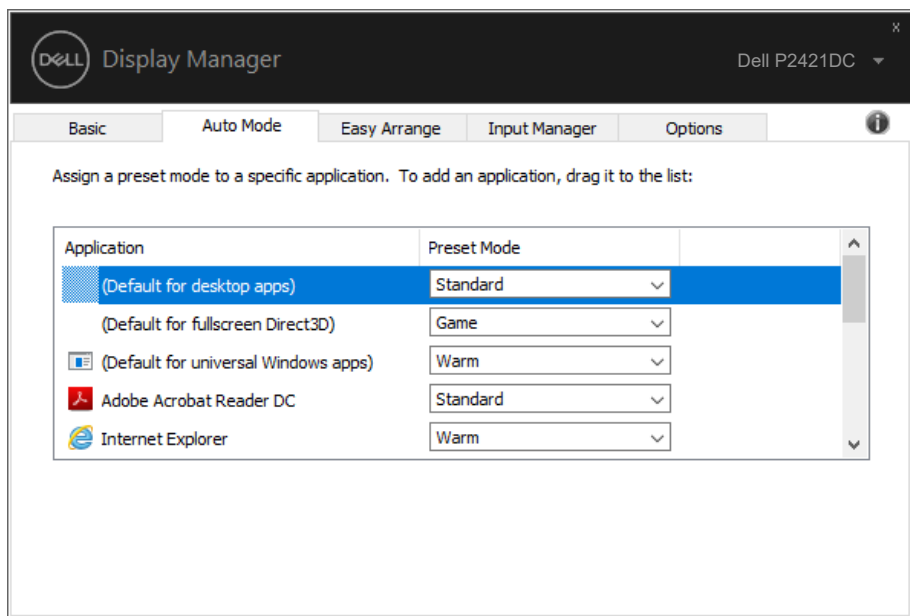 DELL Display Manager
x
Dell P2421DC
Basic Auto Mode Easy Arrange Input Manager Options i
Assign a preset mode to a specific application. To add an application, drag it to the list:
Application Preset Mode
(Default for desktop apps) Standard
(Default for fullscreen Direct3D) Game
(Default for universal Windows apps) Warm
Adobe Acrobat Reader DC Standard
Internet Explorer Warm